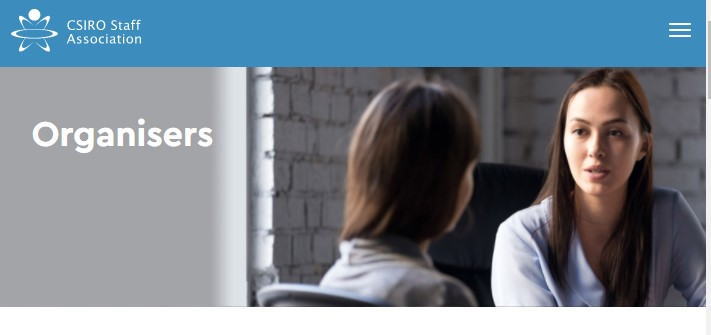 CSIRO Staff
Association
Organisers